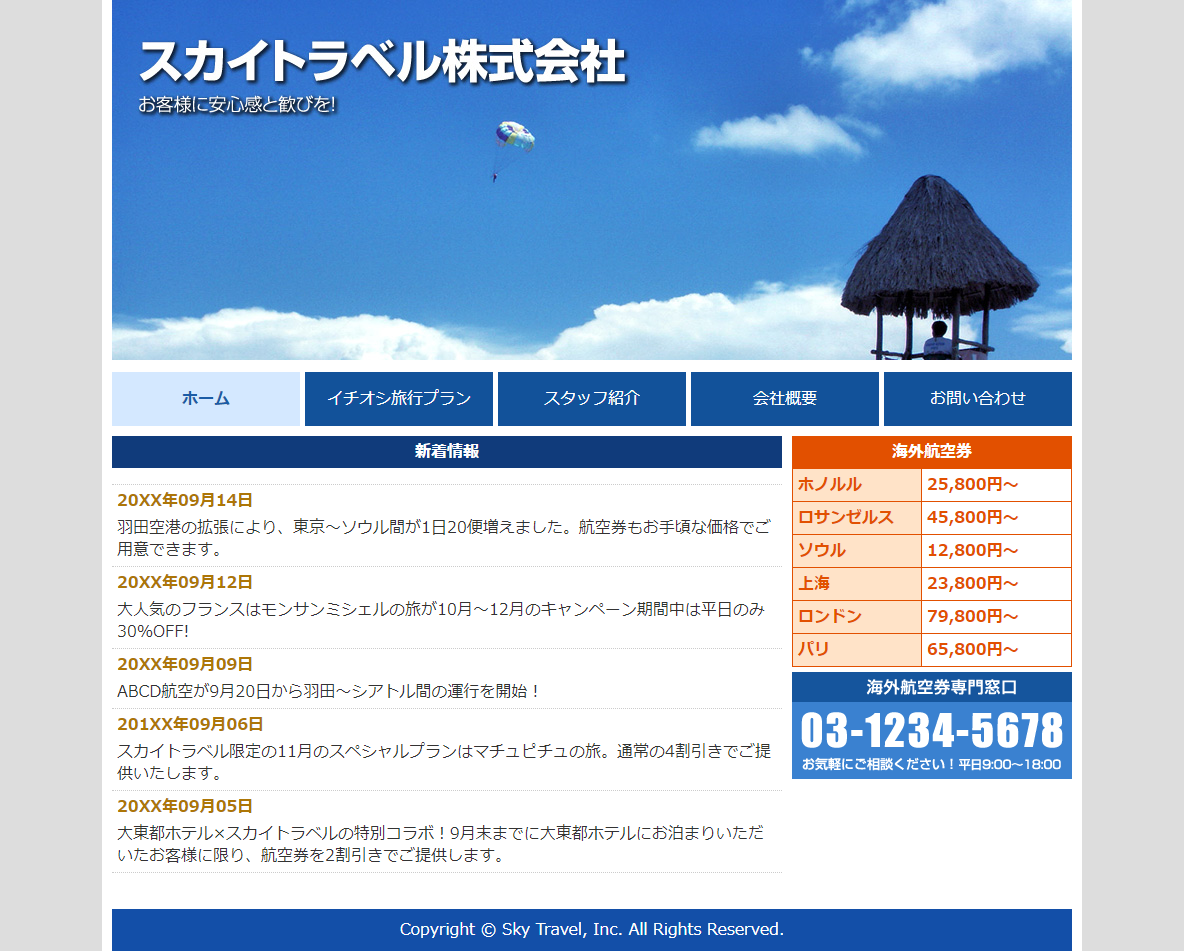 スカイトラベル株式会社
お客様に安心感と歓びを!
ホーム
イチオシ旅行プラン
スタッフ紹介
会社概要
お問い合わせ
新着情報
20XX年09月14日
羽田空港の拡張により、東京～ソウル間が1日20便増えました。航空券もお手頃な価格でご
用意できます。
20XX年09月12日
大人気のフランスはモンサンミシェルの旅が10月～12月のキャンペーン期間中は平日のみ
30%OFF!
20XX年09月09日
ABCD航空が9月20日から羽田～シアトル間の運行を開始！
201XX年09月06日
スカイトラベル限定の11月のスペシャルプランはマチュピチュの旅。通常の4割引きでご提
供いたします。
20XX年09月05日
大東都ホテル×スカイトラベルの特別コラボ！9月末までに大東都ホテルにお泊まりいただ
いたお客様に限り、航空券を2割引きでご提供します。
海外航空券
ホノルル 25,800円～
ロサンゼルス 45,800円～
ソウル 12,800円～
上海 23,800円～
ロンドン 79,800円～
パリ 65,800円～
海外航空券専門窓口
03-1234-5678
お気軽にご相談ください！平日9:00～18:00
Copyright © Sky Travel, Inc. All Rights Reserved.